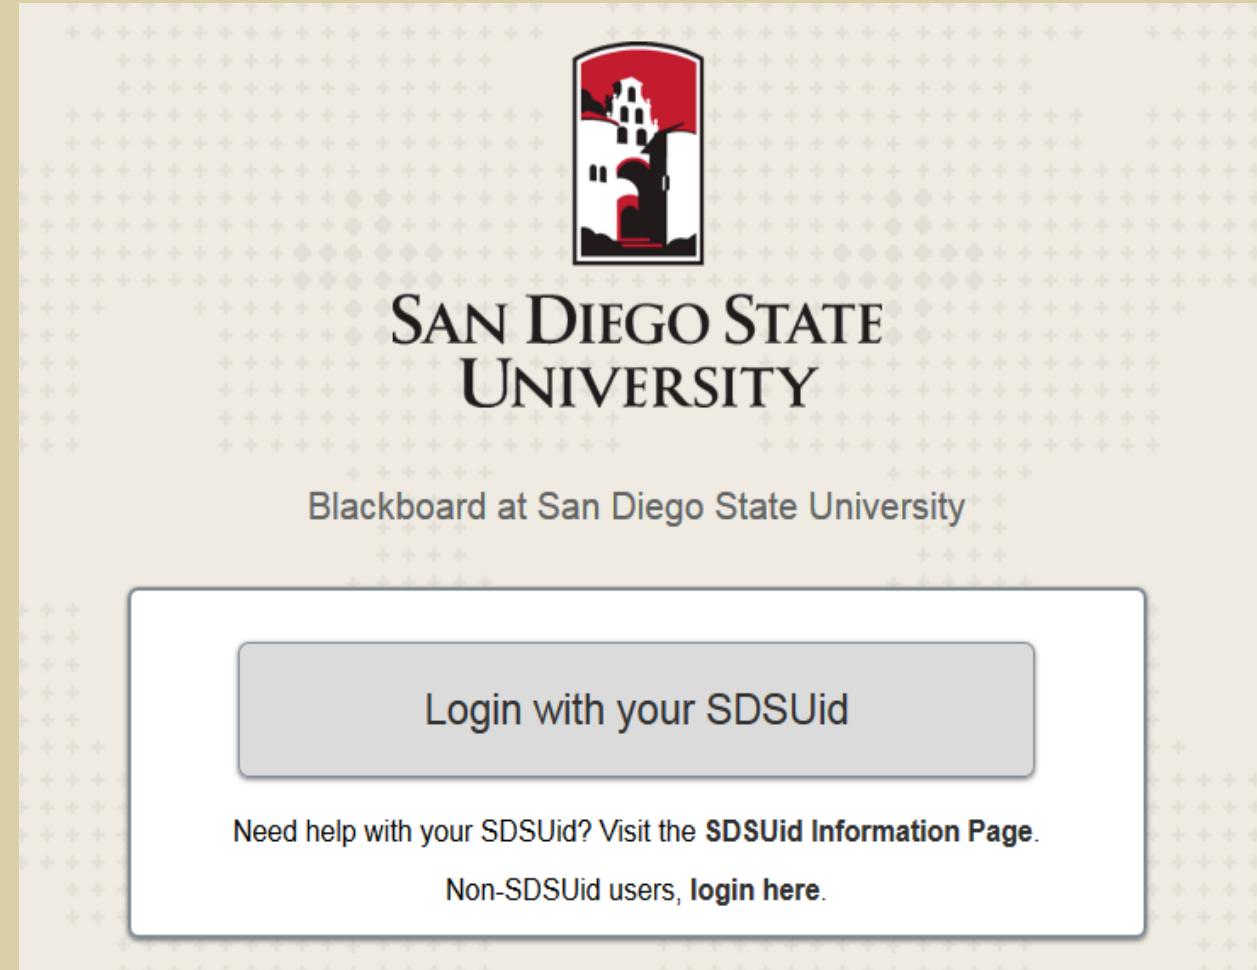 SAN DIEGO STATE
UNIVERSITY
Blackboard at San Diego State University
Login with your SDSUid
Need help with your SDSUid? Visit the SDSUid Information Page.
Non-SDSUid users, login here.